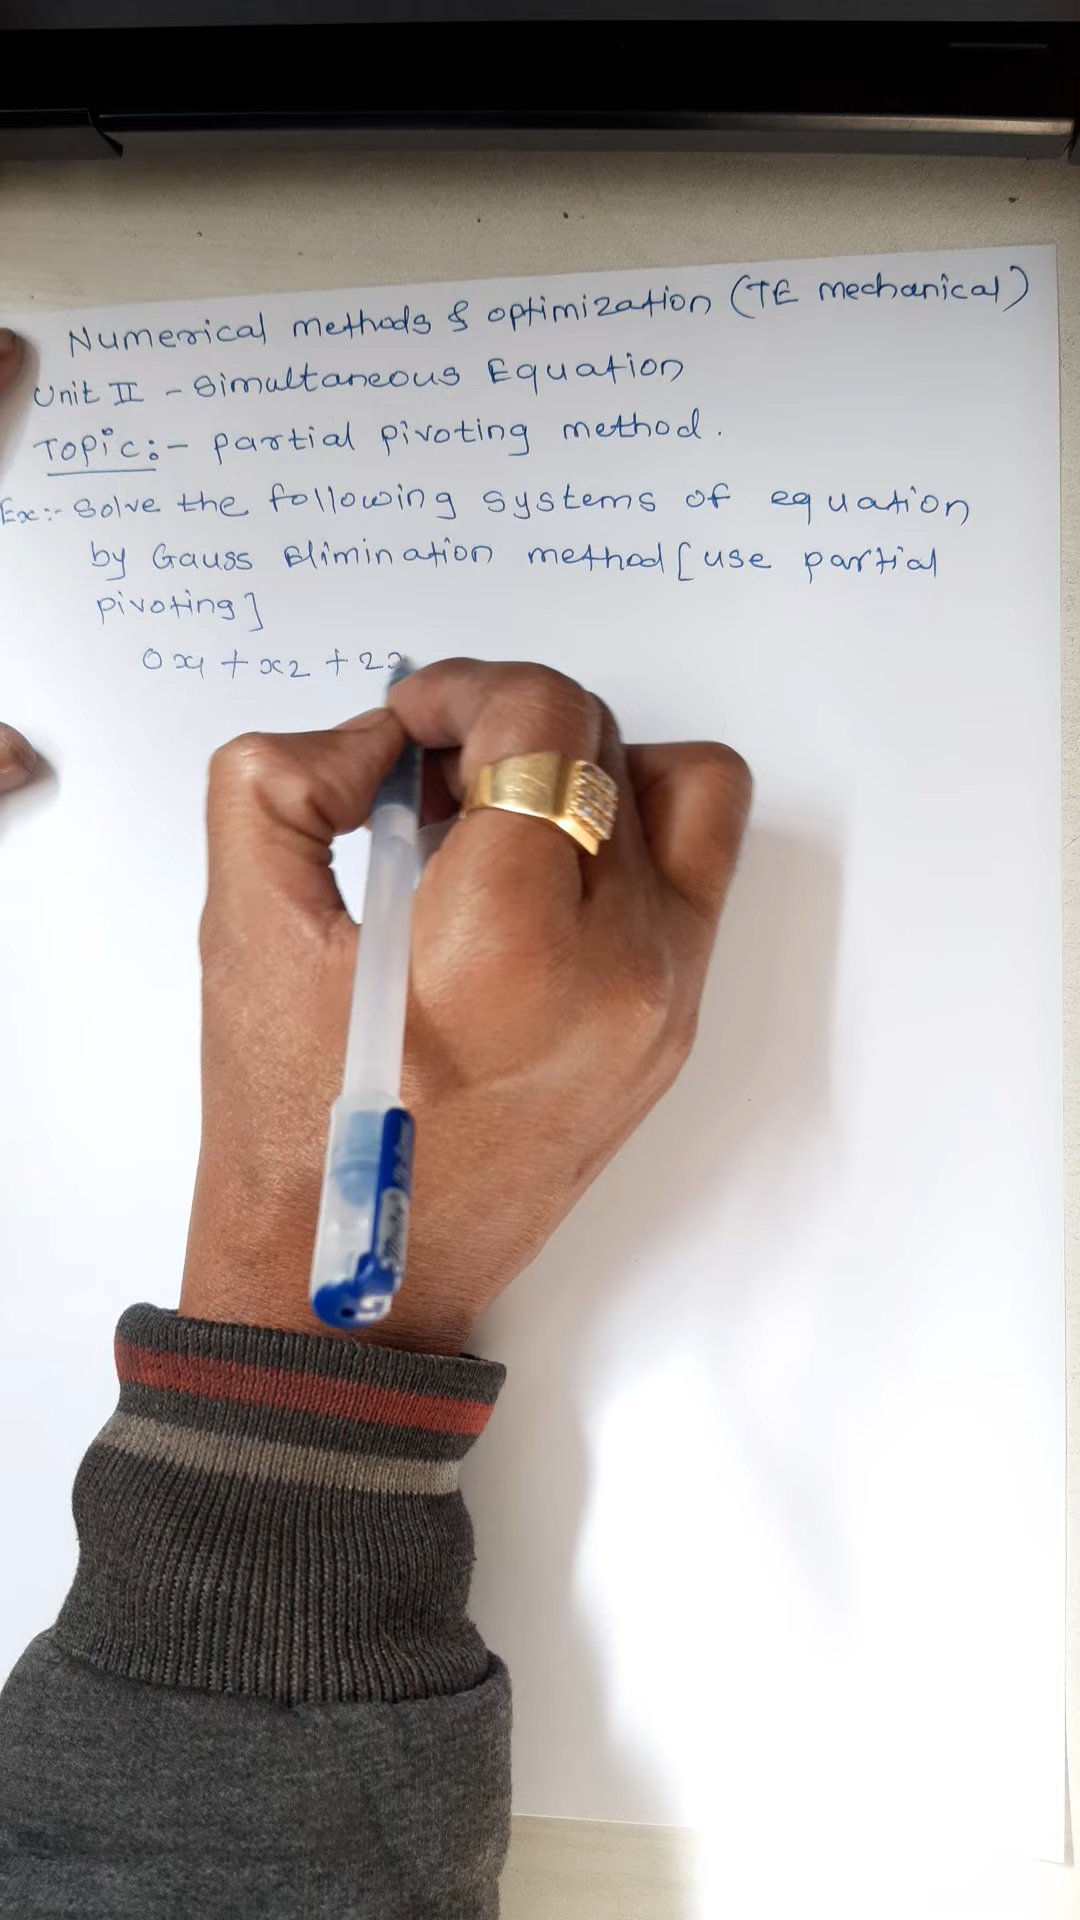 Numerical methods & optimization (TE mechanical)
Unit II - Simultaneous Equation
Topic:- partial pivoting method.
Ex:- Solve the following systems of equation
by Gauss Elimination method [use partial
pivoting]
0x1 + x2 + 2x